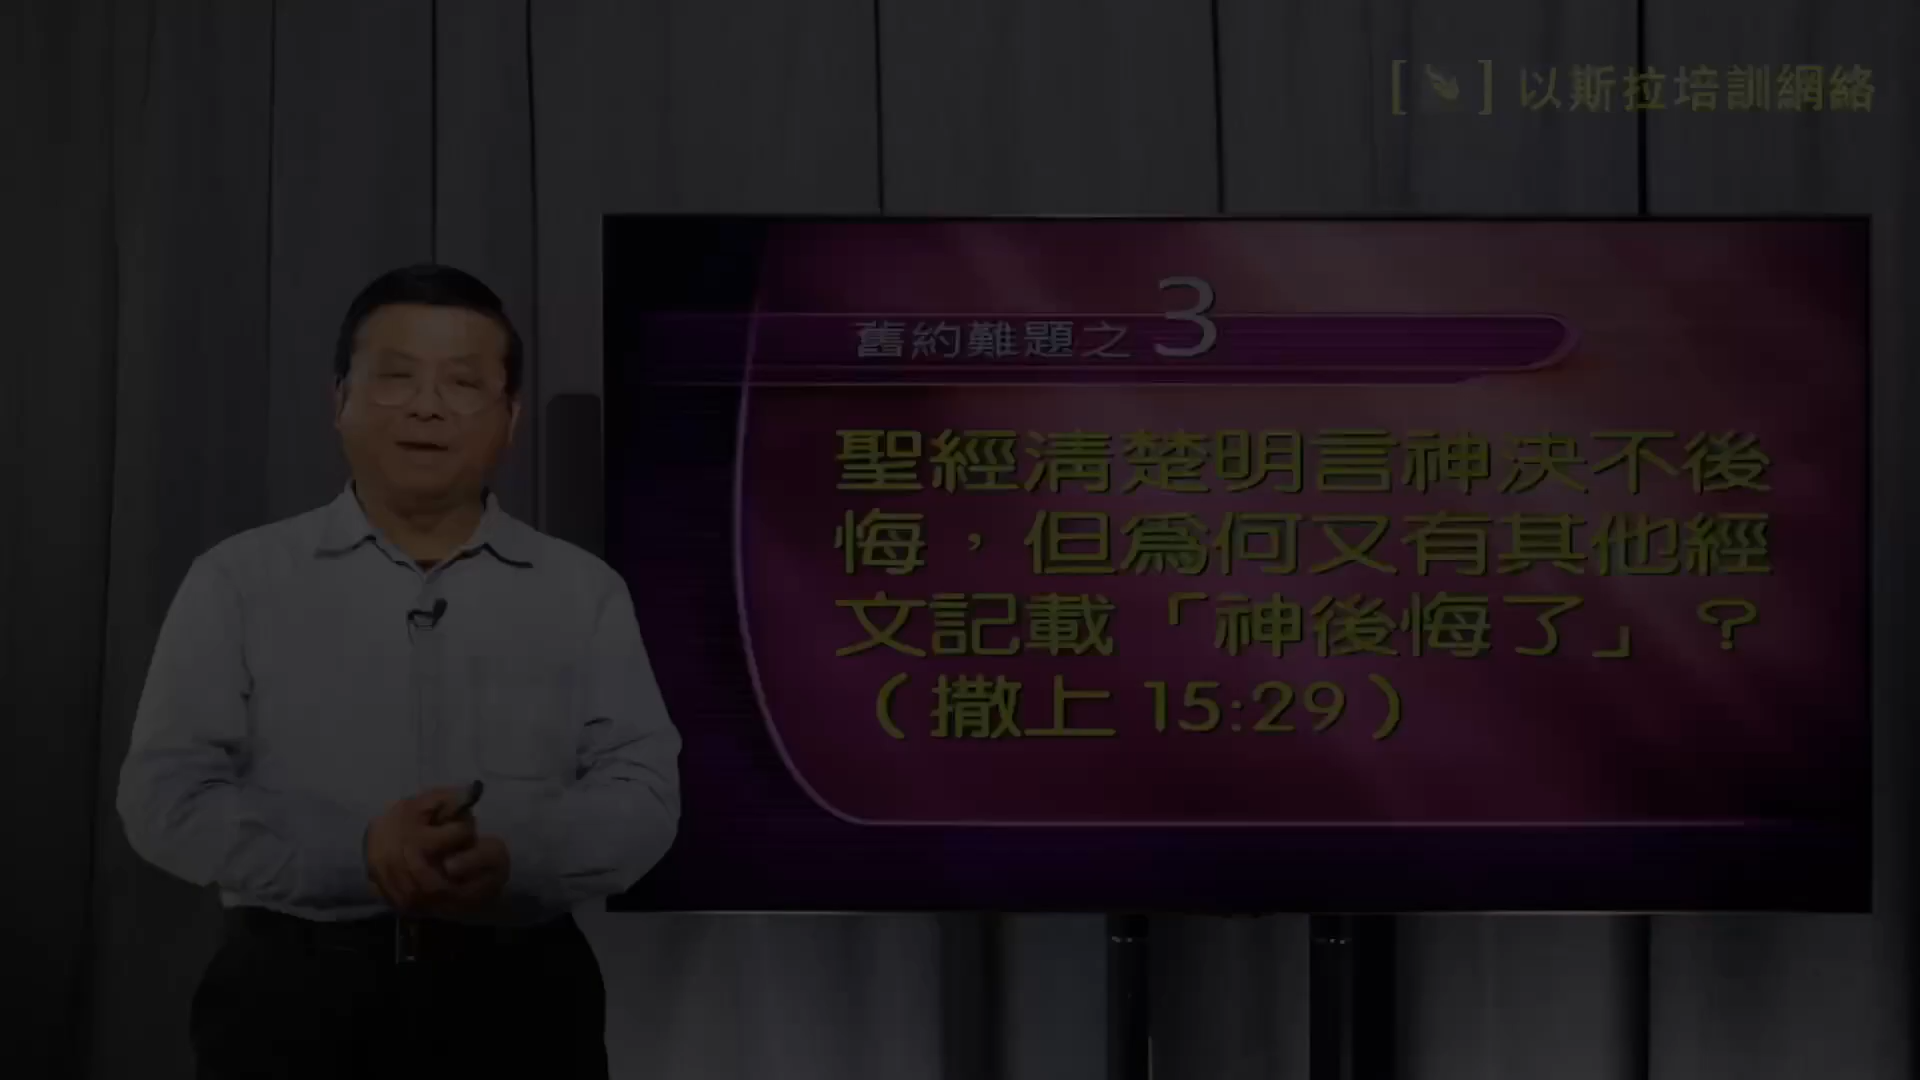 以斯拉培訓網絡
舊約難題之 3
聖經清楚明言神決不後
悔，但為何又有其他經
文記載「神後悔了」？
（撒上 15:29）